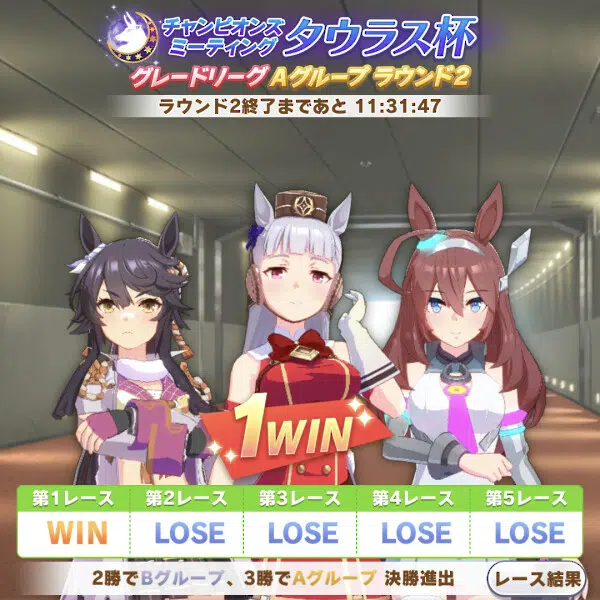 チャンピオンズ
ミーティング タウラス杯
グレードリーグ Aグループ ラウンド2
ラウンド2終了まであと 11:31:47
1WIN
第1レース 第2レース 第3レース 第4レース 第5レース
WIN LOSE LOSE LOSE LOSE
2勝でBグループ、3勝でAグループ 決勝進出
レース結果